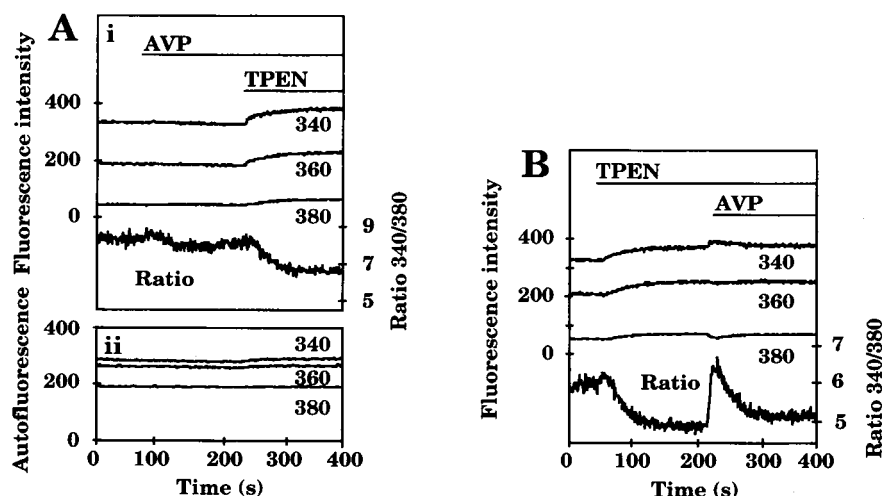 A
i
AVP
TPEN
Fluorescence intensity
400
200
0
340
360
380
Ratio
9
7
5
Ratio 340/380
ii
Autofluorescence
400
200
0
340
360
380
0 100 200 300 400
Time (s)
B
TPEN
AVP
Fluorescence intensity
400
200
0
340
360
380
Ratio
7
6
5
Ratio 340/380
0 100 200 300 400
Time (s)